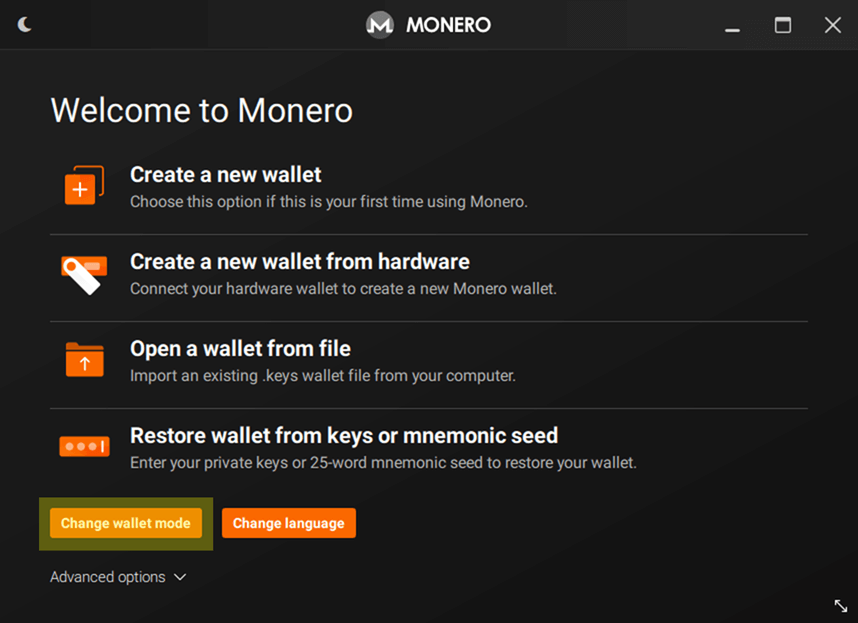 MONERO
Welcome to Monero
Create a new wallet
Choose this option if this is your first time using Monero.
Create a new wallet from hardware
Connect your hardware wallet to create a new Monero wallet.
Open a wallet from file
Import an existing .keys wallet file from your computer.
Restore wallet from keys or mnemonic seed
Enter your private keys or 25-word mnemonic seed to restore your wallet.
Change wallet mode Change language
Advanced options